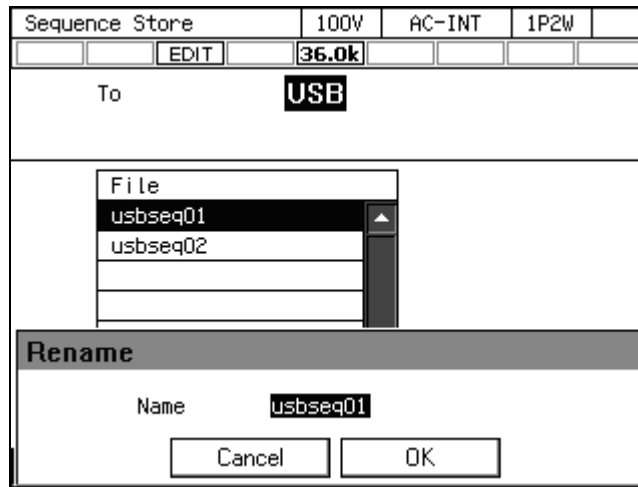 Sequence Store 100V AC-INT 1P2W
EDIT 36.0k
To USB
File
usbseq01
usbseq02
Rename
Name usbseq01
Cancel OK